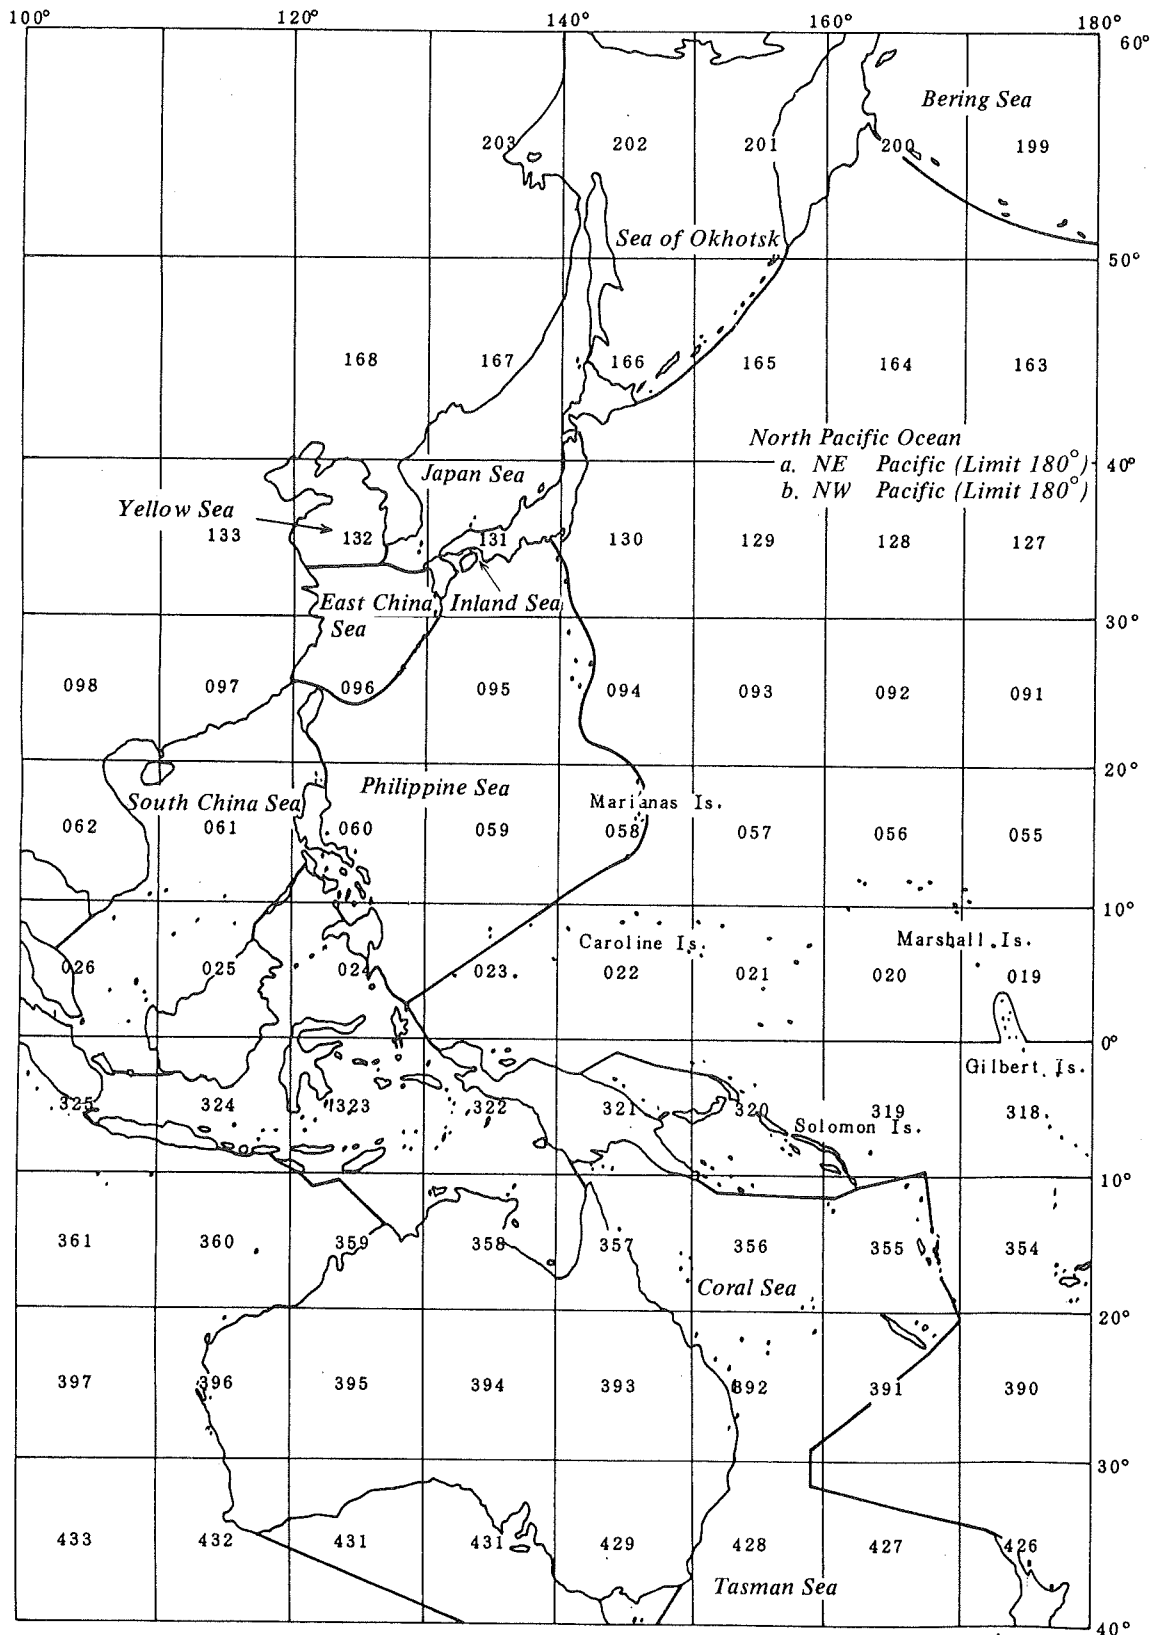 100° 120° 140° 160° 180°
60°
Bering Sea
203 202 201 200 199
Sea of Okhotsk
50°
168 167 166 165 164 163
North Pacific Ocean
a. NE Pacific (Limit 180°)
40°
b. NW Pacific (Limit 180°)
Japan Sea
Yellow Sea
133 132 131 130 129 128 127
East China Sea
Inland Sea
30°
098 097 096 095 094 093 092 091
20°
Philippine Sea
South China Sea
Marianas Is.
062 061 060 059 058 057 056 055
10°
Caroline Is.
Marshall Is.
026 025 024 023 022 021 020 019
0°
Gilbert Is.
325 324 323 322 321 320 319 318
Solomon Is.
10°
361 360 359 358 357 356 355 354
Coral Sea
20°
397 396 395 394 393 392 391 390
30°
433 432 431 431 429 428 427 426
Tasman Sea
40°